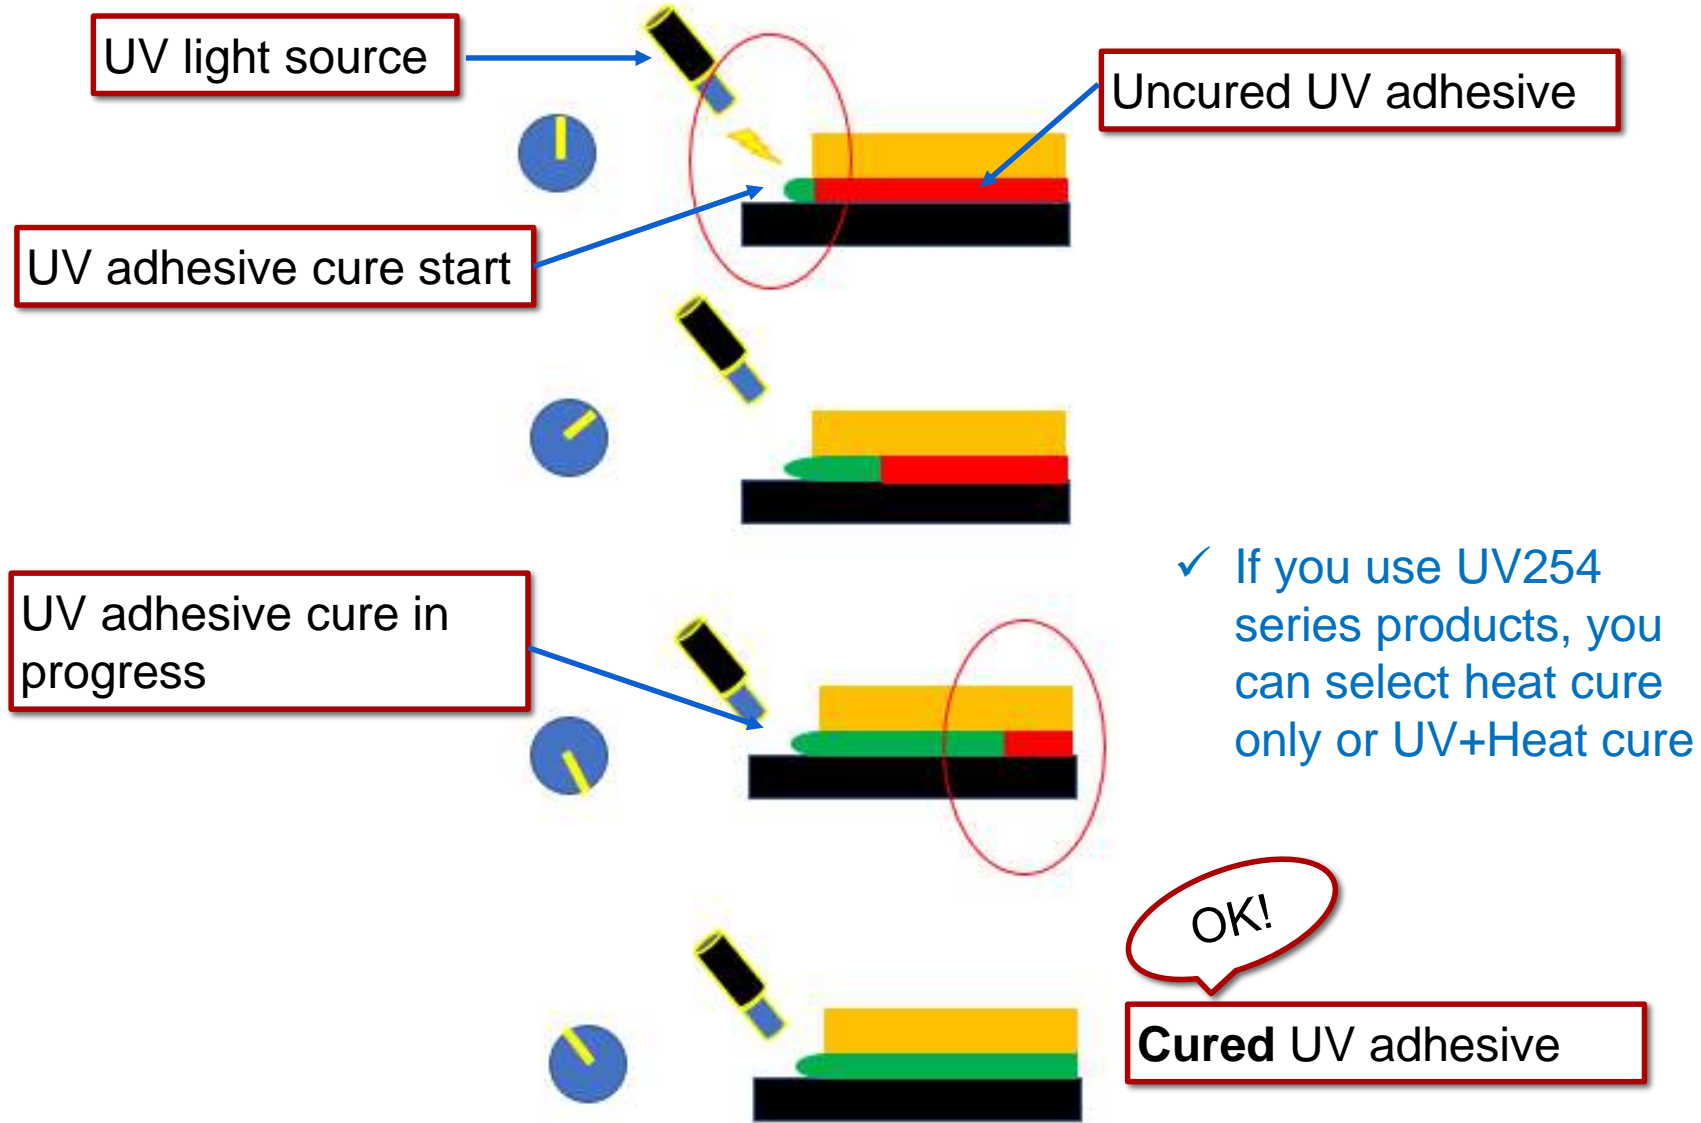 UV light source
Uncured UV adhesive
UV adhesive cure start
UV adhesive cure in
progress
✓ If you use UV254
series products, you
can select heat cure
only or UV+Heat cure
OK!
Cured UV adhesive